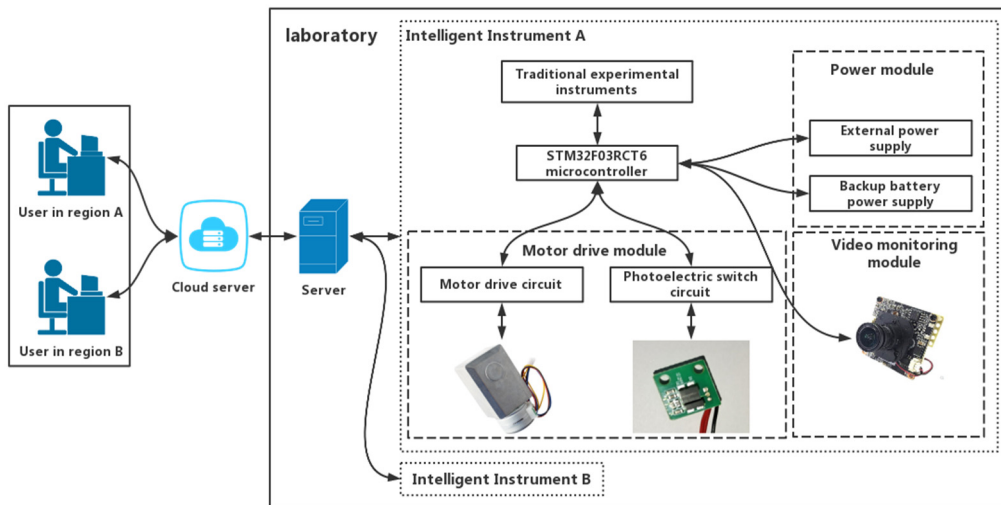 laboratory
Intelligent Instrument A
Traditional experimental
instruments
Power module
External power
supply
STM32F03RCT6
microcontroller
Backup battery
power supply
User in region A
Cloud server
Server
Motor drive module
Motor drive circuit
Photoelectric switch
circuit
Video monitoring
module
User in region B
Intelligent Instrument B